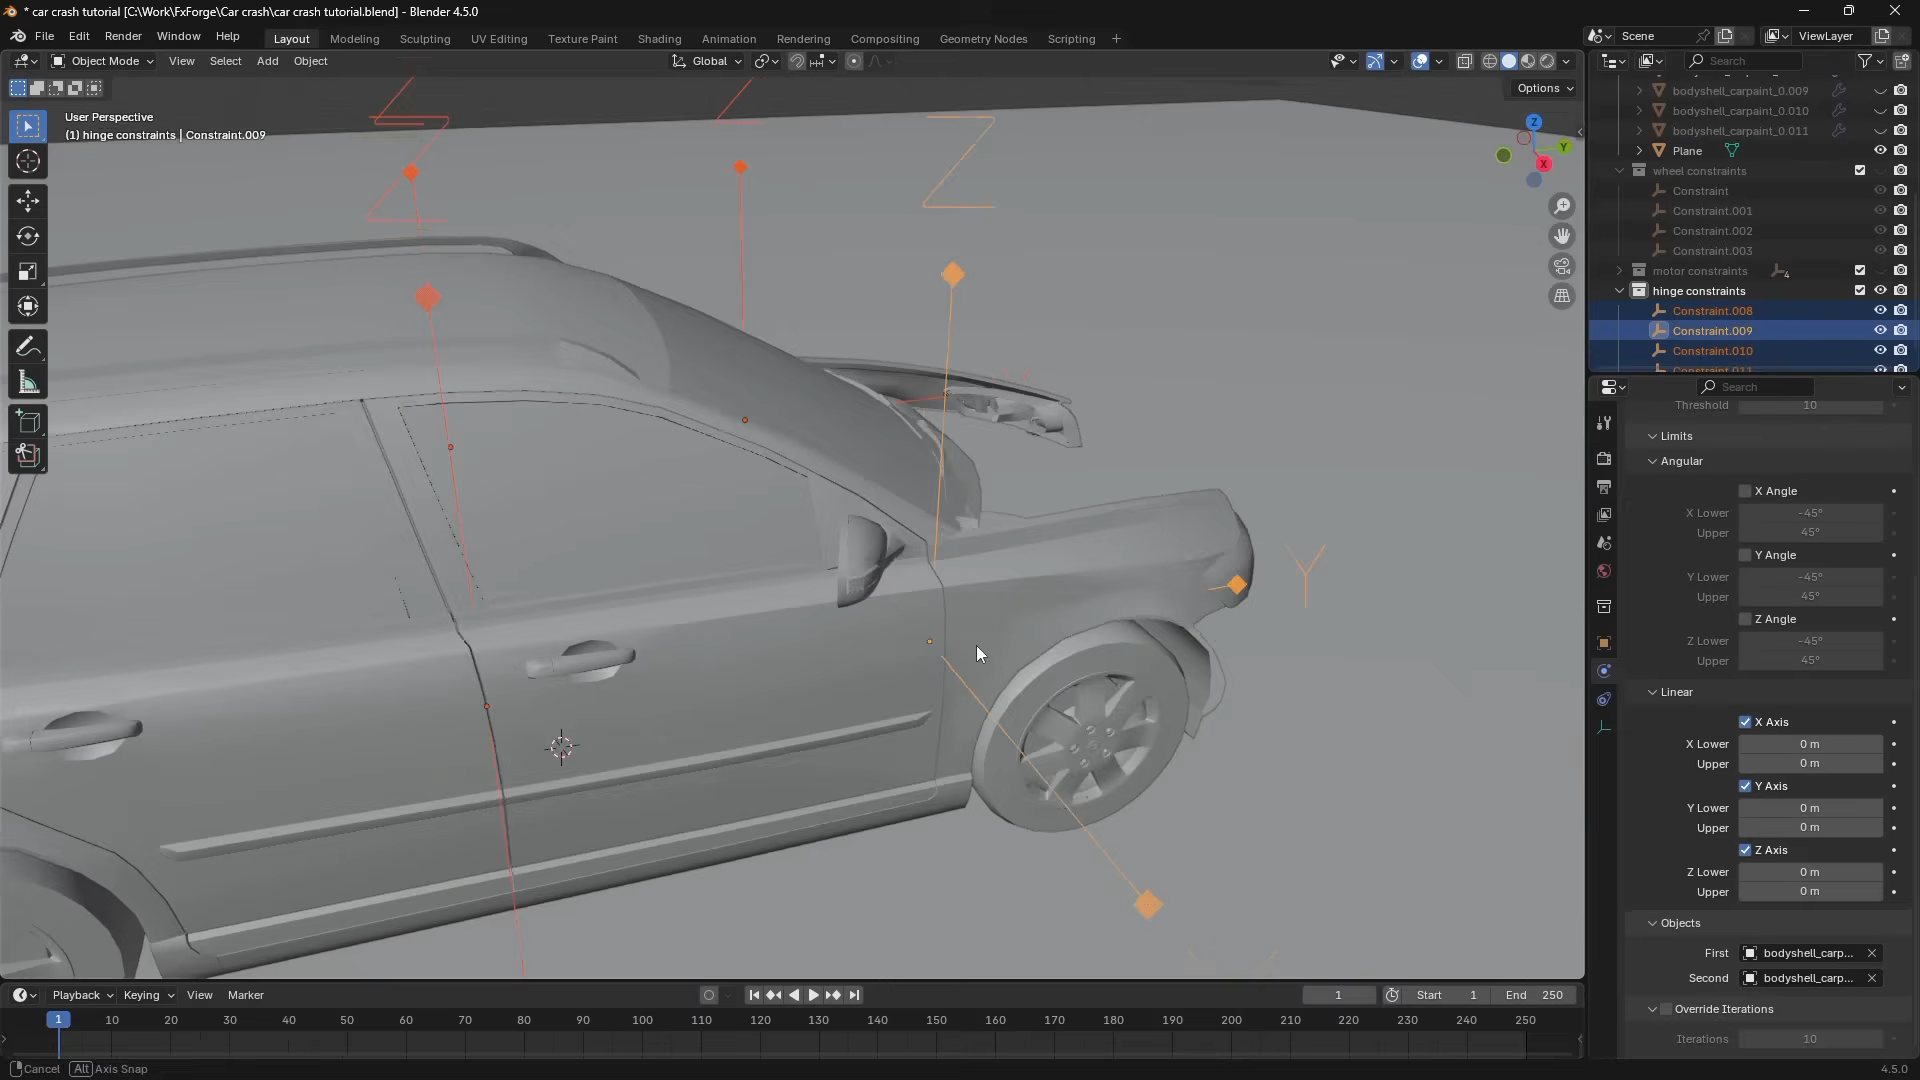 * car crash tutorial [C:\Work\FxForge\Car crash\car crash tutorial.blend] - Blender 4.5.0
File Edit Render Window Help
Layout Modeling Sculpting UV Editing Texture Paint Shading Animation Rendering Compositing Geometry Nodes Scripting +
Scene
ViewLayer
Object Mode View Select Add Object
Global
Options
User Perspective
(1) hinge constraints | Constraint.009
Z
Y
X
Z
Z
Y
Search
bodyshell_carpaint_0.009
bodyshell_carpaint_0.010
bodyshell_carpaint_0.011
Plane
wheel constraints
Constraint
Constraint.001
Constraint.002
Constraint.003
motor constraints 4
hinge constraints
Constraint.008
Constraint.009
Constraint.010
Constraint.011
Search
Threshold 10
Limits
Angular
X Angle
X Lower -45°
Upper 45°
Y Angle
Y Lower -45°
Upper 45°
Z Angle
Z Lower -45°
Upper 45°
Linear
X Axis
X Lower 0 m
Upper 0 m
Y Axis
Y Lower 0 m
Upper 0 m
Z Axis
Z Lower 0 m
Upper 0 m
Objects
First bodyshell_carp...
Second bodyshell_carp...
Override Iterations
Iterations 10
Playback Keying View Marker
1 Start 1 End 250
1 10 20 30 40 50 60 70 80 90 100 110 120 130 140 150 160 170 180 190 200 210 220 230 240 250
Cancel Alt Axis Snap
4.5.0